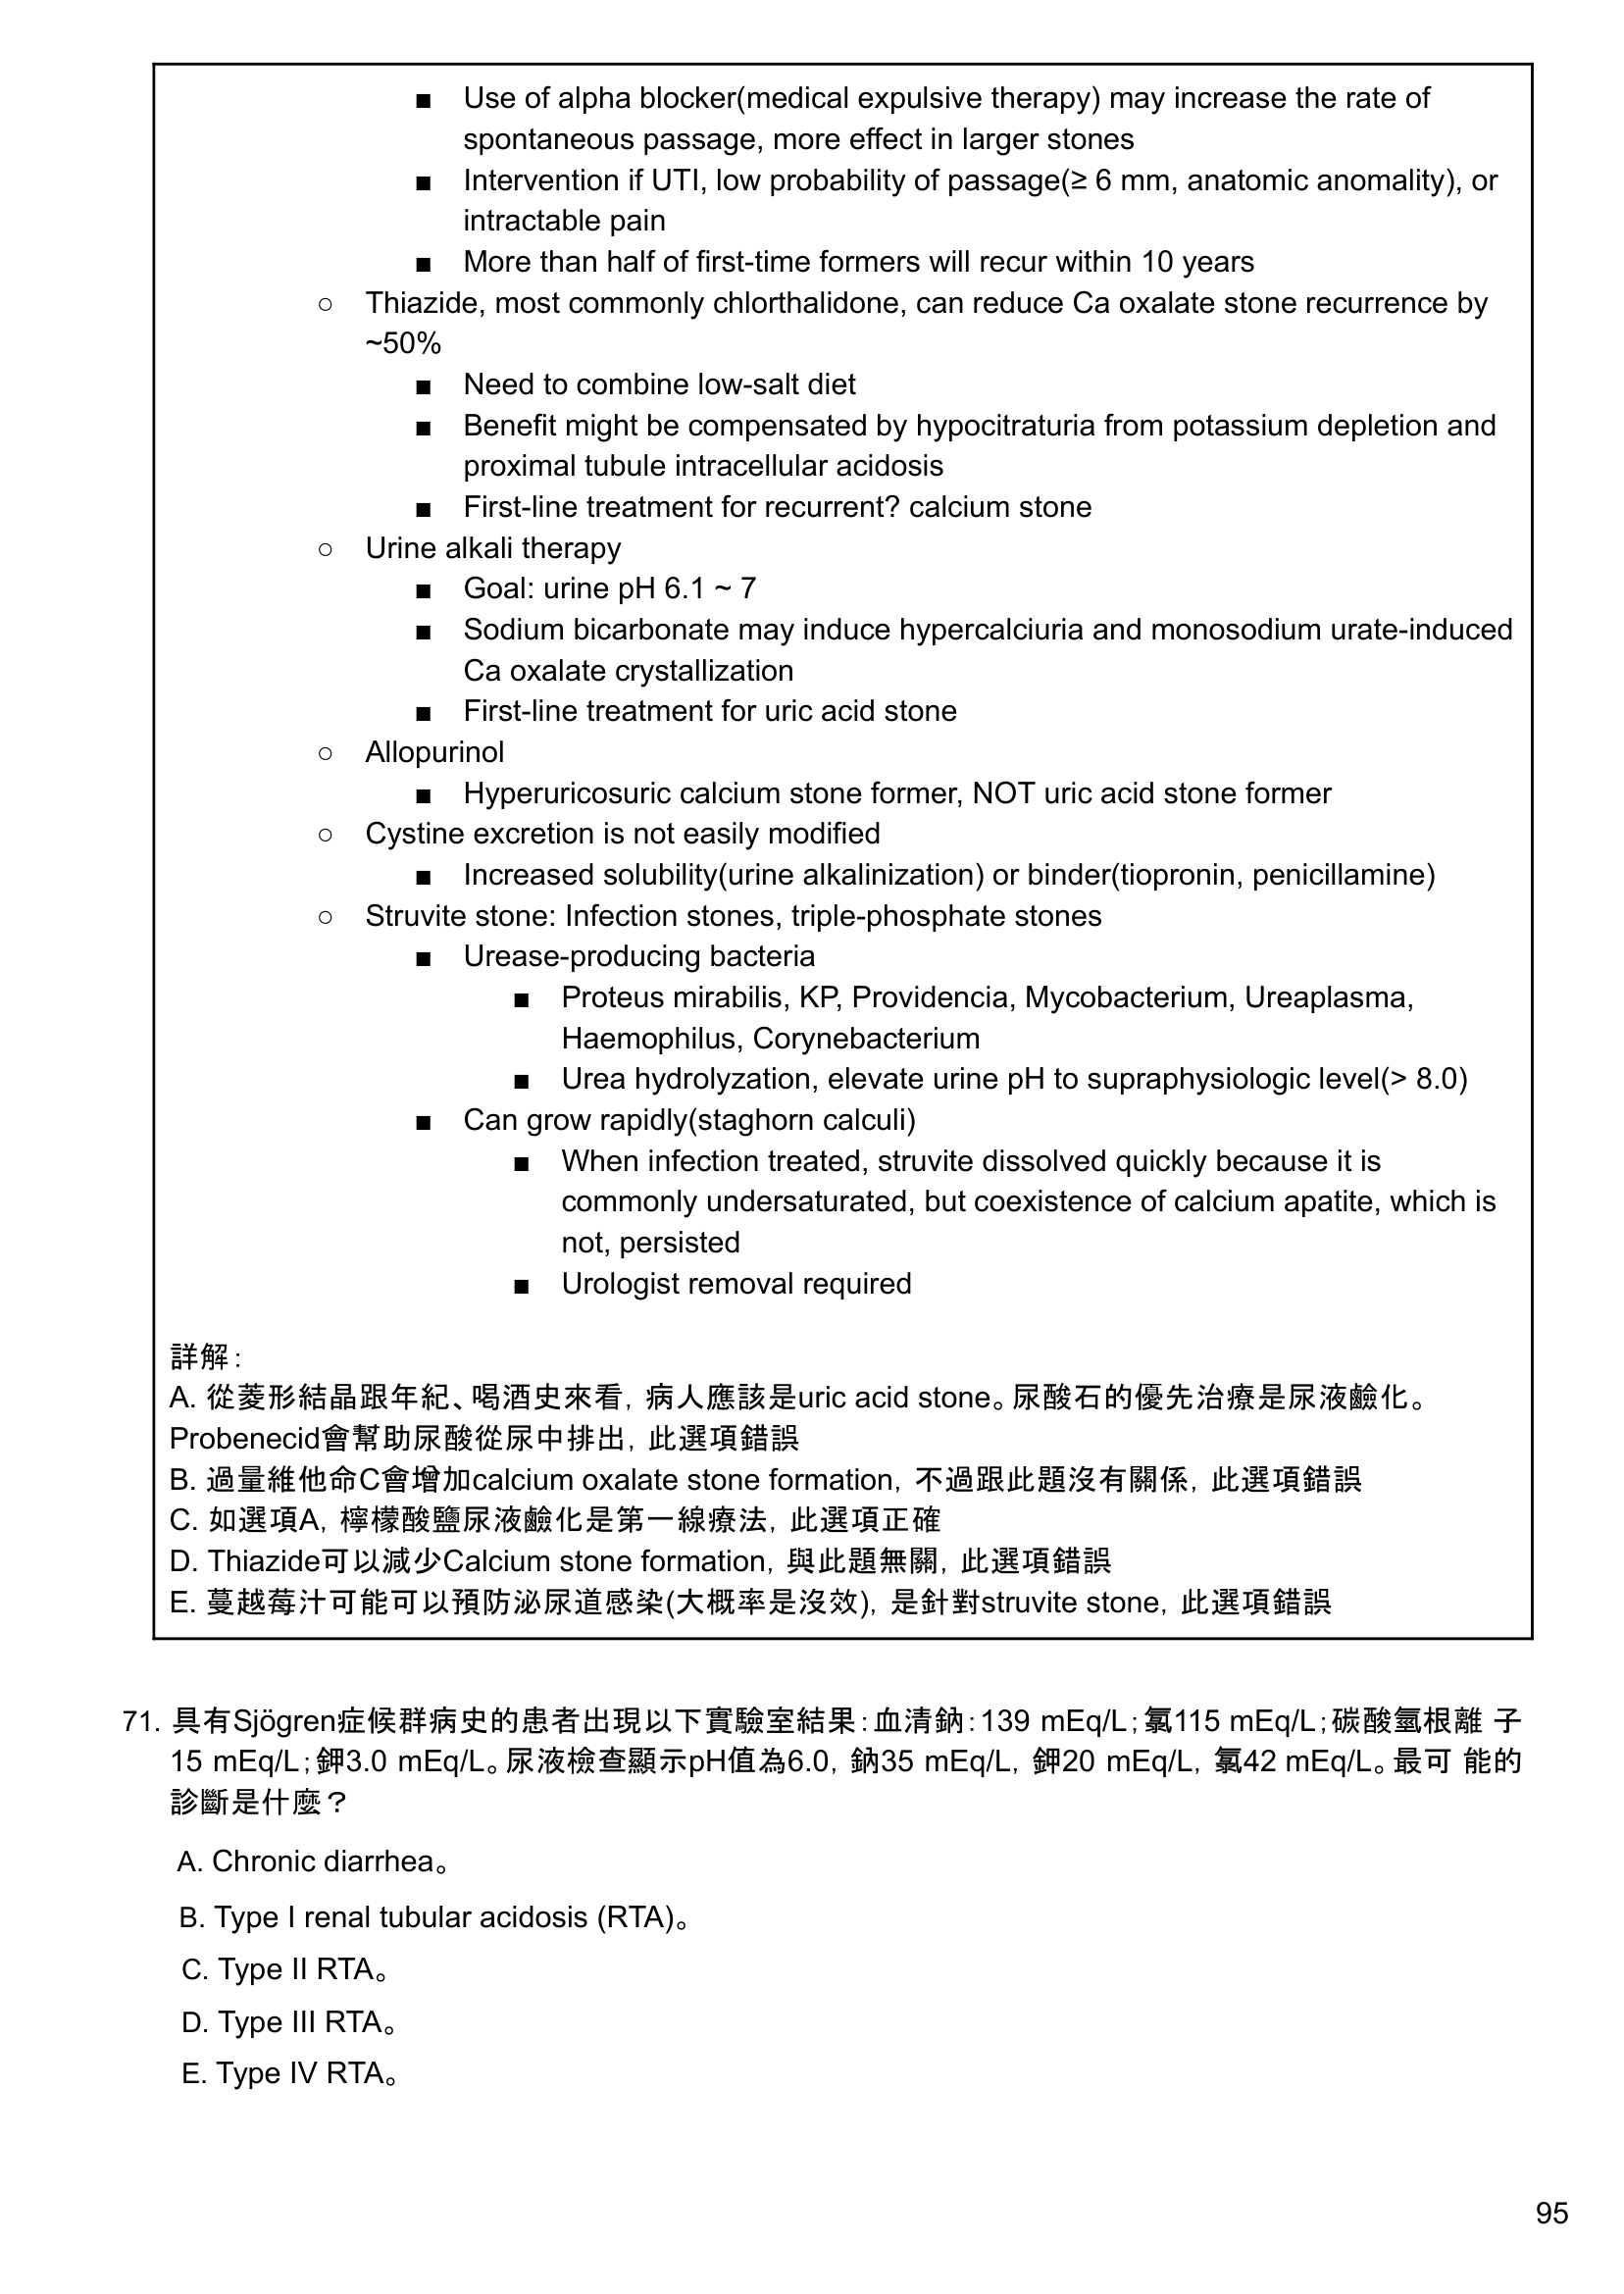 ■ Use of alpha blocker(medical expulsive therapy) may increase the rate of
spontaneous passage, more effect in larger stones
■ Intervention if UTI, low probability of passage(≥ 6 mm, anatomic anomality), or
intractable pain
■ More than half of first-time formers will recur within 10 years
○ Thiazide, most commonly chlorthalidone, can reduce Ca oxalate stone recurrence by
~50%
■ Need to combine low-salt diet
■ Benefit might be compensated by hypocitraturia from potassium depletion and
proximal tubule intracellular acidosis
■ First-line treatment for recurrent? calcium stone
○ Urine alkali therapy
■ Goal: urine pH 6.1 ~ 7
■ Sodium bicarbonate may induce hypercalciuria and monosodium urate-induced
Ca oxalate crystallization
■ First-line treatment for uric acid stone
○ Allopurinol
■ Hyperuricosuric calcium stone former, NOT uric acid stone former
○ Cystine excretion is not easily modified
■ Increased solubility(urine alkalinization) or binder(tiopronin, penicillamine)
○ Struvite stone: Infection stones, triple-phosphate stones
■ Urease-producing bacteria
■ Proteus mirabilis, KP, Providencia, Mycobacterium, Ureaplasma,
Haemophilus, Corynebacterium
■ Urea hydrolyzation, elevate urine pH to supraphysiologic level(> 8.0)
■ Can grow rapidly(staghorn calculi)
■ When infection treated, struvite dissolved quickly because it is
commonly undersaturated, but coexistence of calcium apatite, which is
not, persisted
■ Urologist removal required
詳解：
A. 從菱形結晶跟年紀、喝酒史來看，病人應該是uric acid stone。尿酸石的優先治療是尿液鹼化。
Probenecid會幫助尿酸從尿中排出，此選項錯誤
B. 過量維他命C會增加calcium oxalate stone formation，不過跟此題沒有關係，此選項錯誤
C. 如選項A，檸檬酸鹽尿液鹼化是第一線療法，此選項正確
D. Thiazide可以減少Calcium stone formation，與此題無關，此選項錯誤
E. 蔓越莓汁可能可以預防泌尿道感染(大概率是沒效)，是針對struvite stone，此選項錯誤
71. 具有Sjögren症候群病史的患者出現以下實驗室結果：血清鈉：139 mEq/L；氯115 mEq/L；碳酸氫根離 子
15 mEq/L；鉀3.0 mEq/L。尿液檢查顯示pH值為6.0，鈉35 mEq/L，鉀20 mEq/L，氯42 mEq/L。最可 能的
診斷是什麼？
A. Chronic diarrhea。
B. Type I renal tubular acidosis (RTA)。
C. Type II RTA。
D. Type III RTA。
E. Type IV RTA。
95